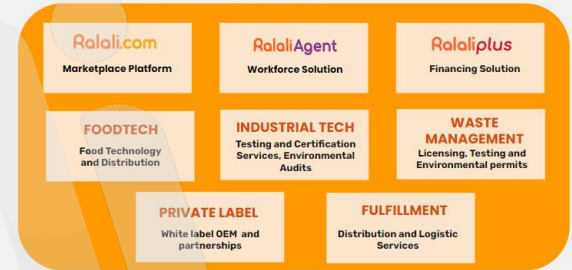 Ralali.com
Marketplace Platform
RalaliAgent
Workforce Solution
Ralaliplus
Financing Solution
FOODTECH
Food Technology
and Distribution
INDUSTRIAL TECH
Testing and Certification
Services, Environmental
Audits
WASTE
MANAGEMENT
Licensing, Testing and
Environmental permits
PRIVATE LABEL
White label OEM and
partnerships
FULFILLMENT
Distribution and Logistic
Services